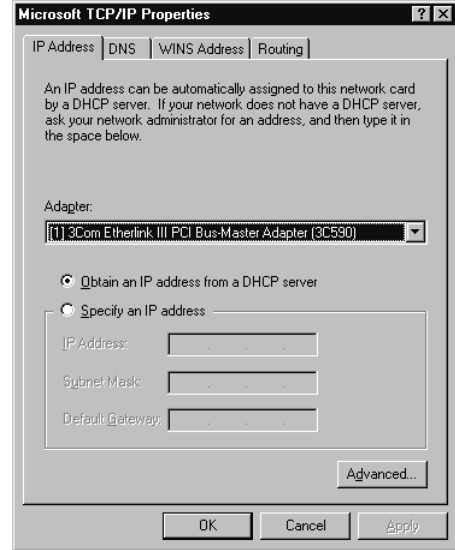 Microsoft TCP/IP Properties
IP Address DNS WINS Address Routing
An IP address can be automatically assigned to this network card
by a DHCP server. If your network does not have a DHCP server,
ask your network administrator for an address, and then type it in
the space below.
Adapter:
[1] 3Com Etherlink III PCI Bus-Master Adapter (3C590)
Obtain an IP address from a DHCP server
Specify an IP address
IP Address:
Subnet Mask:
Default Gateway:
Advanced...
OK Cancel Apply